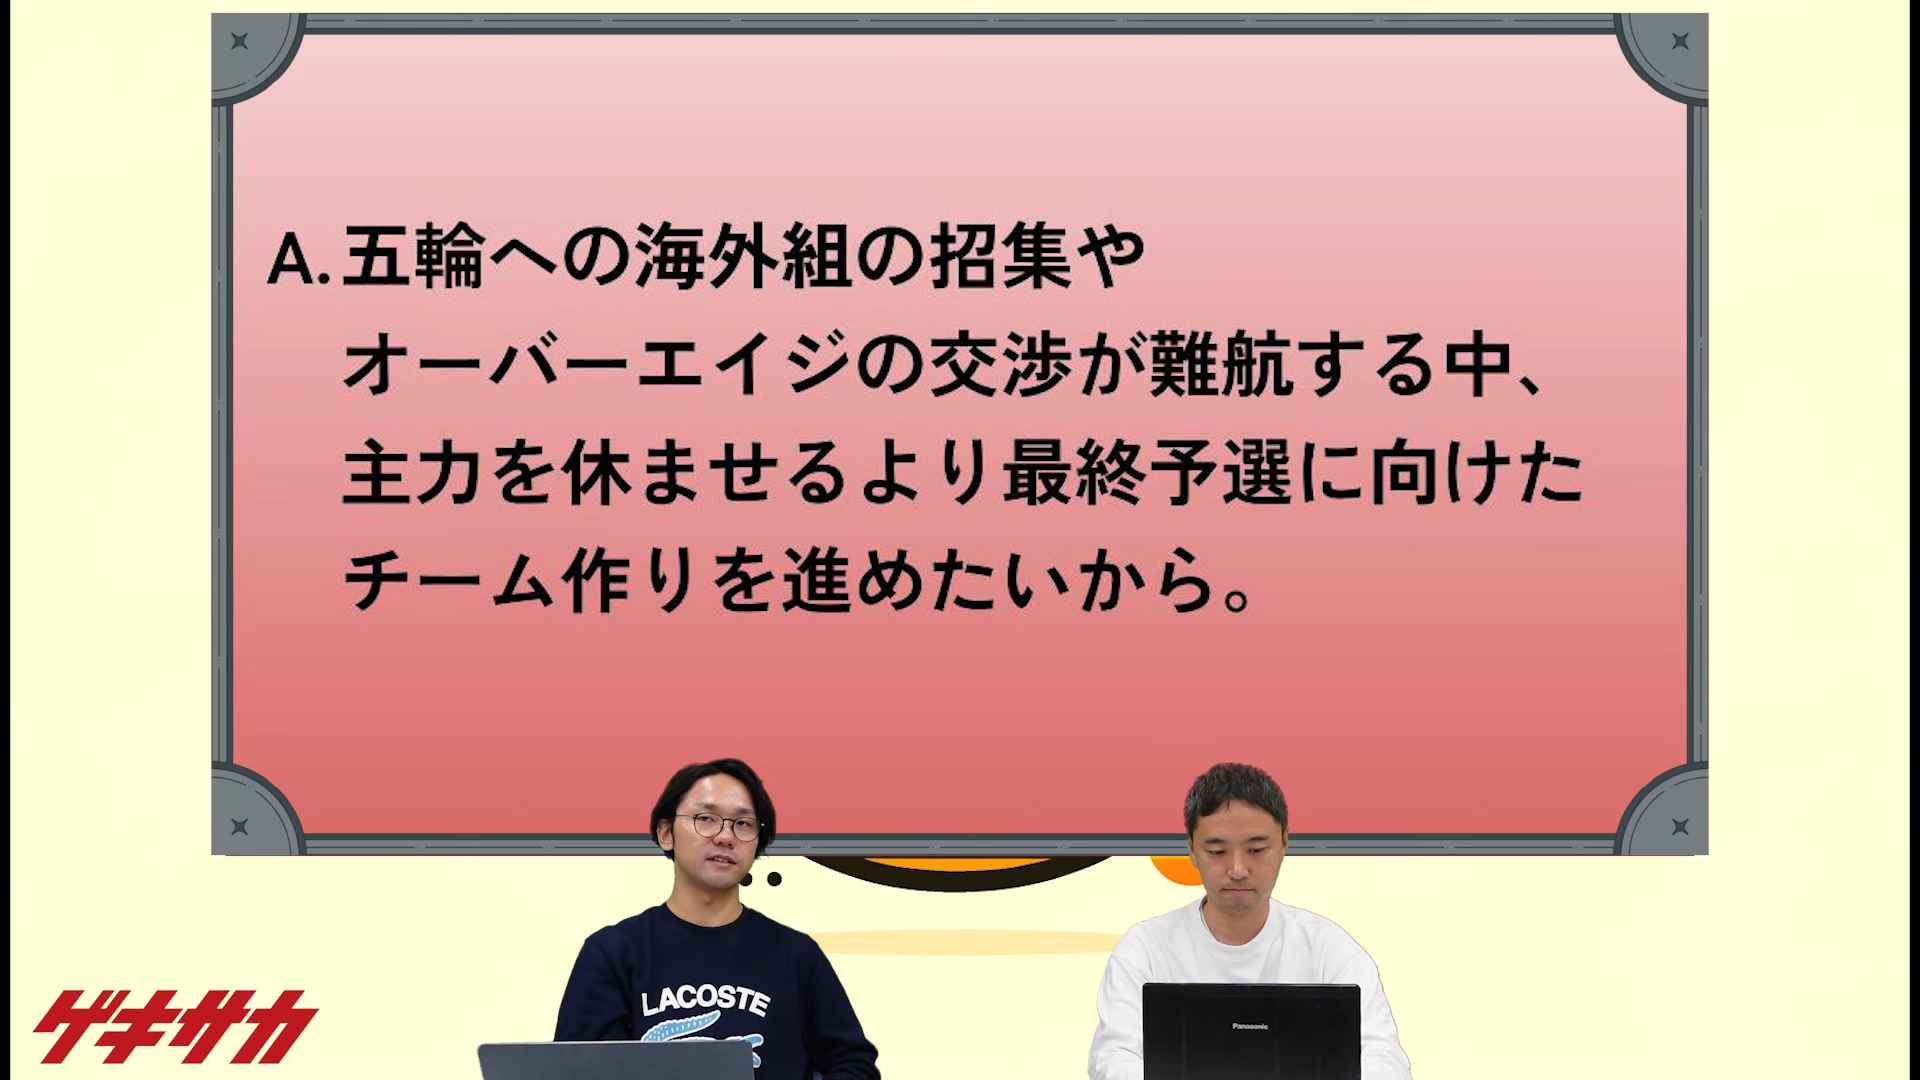 A.五輪への海外組の招集や
オーバーエイジの交渉が難航する中、
主力を休ませるより最終予選に向けた
チーム作りを進めたいから。
LACOSTE
Panasonic
ゲキサカ